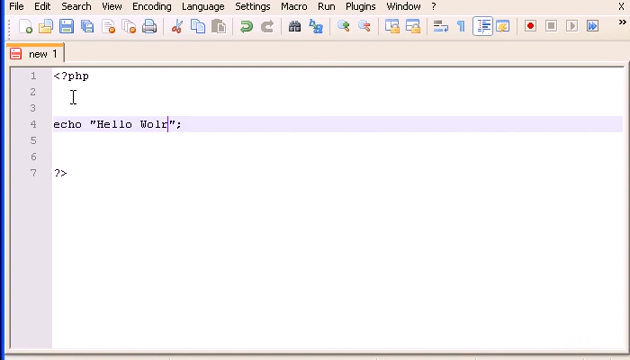 Edit Search View Encoding Language Settings Macro Run Plugins Window ? X
new 1
1 <?php
2
3
4 echo "Hello Wolr";
5
6
7 ?>